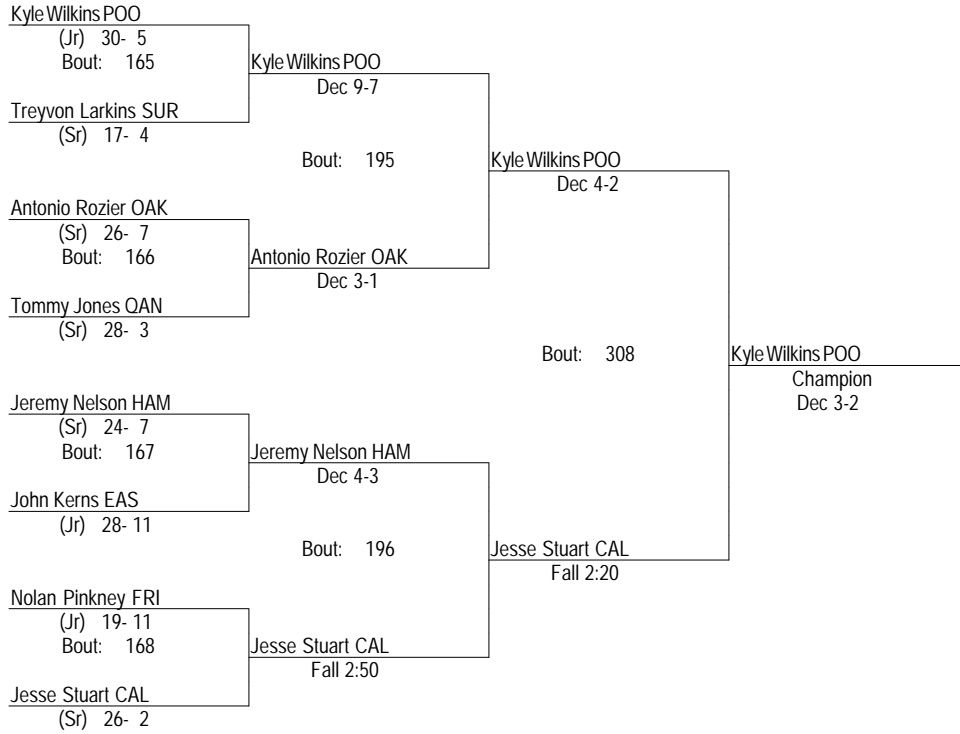 Kyle Wilkins POO
(Jr) 30- 5
Bout: 165
Kyle Wilkins POO
Dec 9-7
Treyvon Larkins SUR
(Sr) 17- 4
Bout: 195
Kyle Wilkins POO
Dec 4-2
Antonio Rozier OAK
(Sr) 26- 7
Bout: 166
Antonio Rozier OAK
Dec 3-1
Tommy Jones QAN
(Sr) 28- 3
Bout: 308
Kyle Wilkins POO
Champion
Dec 3-2
Jeremy Nelson HAM
(Sr) 24- 7
Bout: 167
Jeremy Nelson HAM
Dec 4-3
John Kerns EAS
(Jr) 28- 11
Bout: 196
Jesse Stuart CAL
Fall 2:20
Nolan Pinkney FRI
(Jr) 19- 11
Bout: 168
Jesse Stuart CAL
Fall 2:50
Jesse Stuart CAL
(Sr) 26- 2